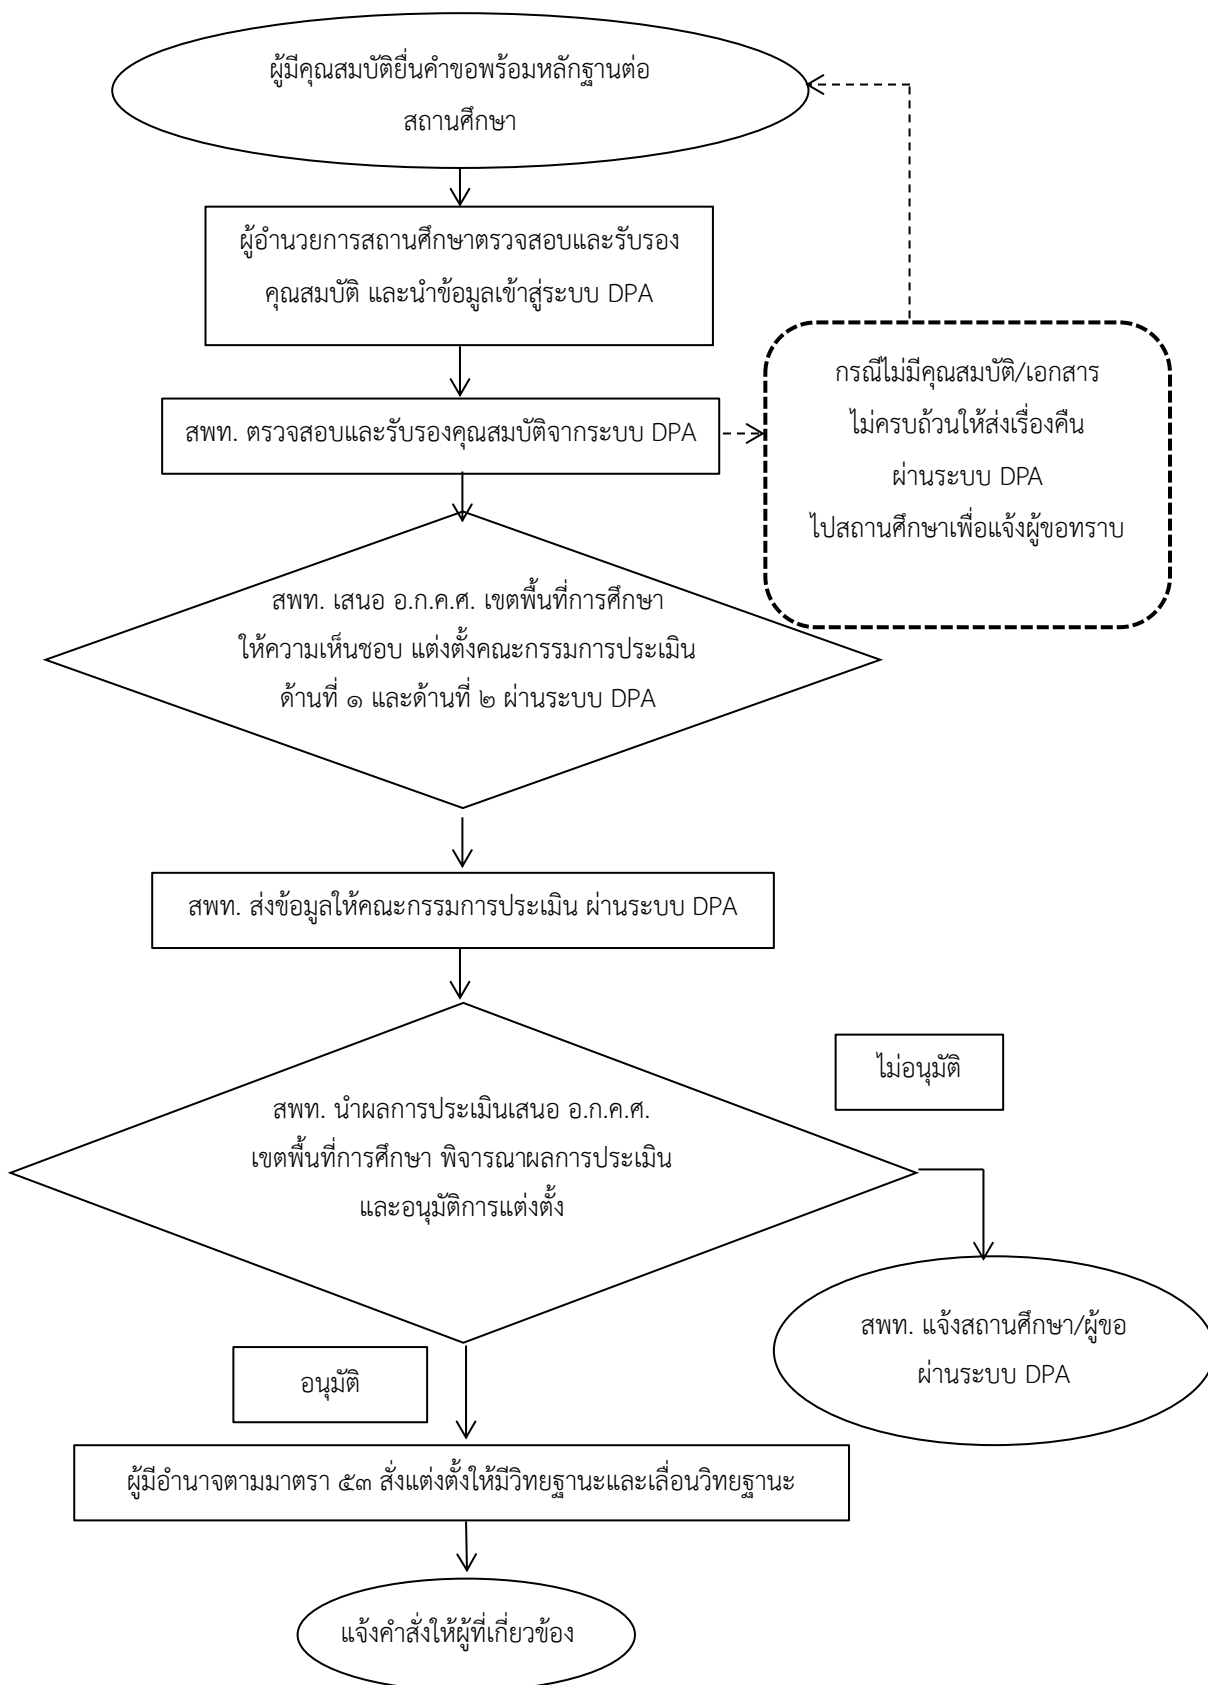 ผู้มีคุณสมบัติยื่นคำขอพร้อมหลักฐานต่อ
สถานศึกษา
ผู้อำนวยการสถานศึกษาตรวจสอบและรับรอง
คุณสมบัติ และนำข้อมูลเข้าสู่ระบบ DPA
สพท. ตรวจสอบและรับรองคุณสมบัติจากระบบ DPA
กรณีไม่มีคุณสมบัติ/เอกสาร
ไม่ครบถ้วนให้ส่งเรื่องคืน
ผ่านระบบ DPA
ไปสถานศึกษาเพื่อแจ้งผู้ขอทราบ
สพท. เสนอ อ.ก.ค.ศ. เขตพื้นที่การศึกษา
ให้ความเห็นชอบ แต่งตั้งคณะกรรมการประเมิน
ด้านที่ ๑ และด้านที่ ๒ ผ่านระบบ DPA
สพท. ส่งข้อมูลให้คณะกรรมการประเมิน ผ่านระบบ DPA
สพท. นำผลการประเมินเสนอ อ.ก.ค.ศ.
เขตพื้นที่การศึกษา พิจารณาผลการประเมิน
และอนุมัติการแต่งตั้ง
ไม่อนุมัติ
สพท. แจ้งสถานศึกษา/ผู้ขอ
ผ่านระบบ DPA
อนุมัติ
ผู้มีอำนาจตามมาตรา ๕๓ สั่งแต่งตั้งให้มีวิทยฐานะและเลื่อนวิทยฐานะ
แจ้งคำสั่งให้ผู้ที่เกี่ยวข้อง